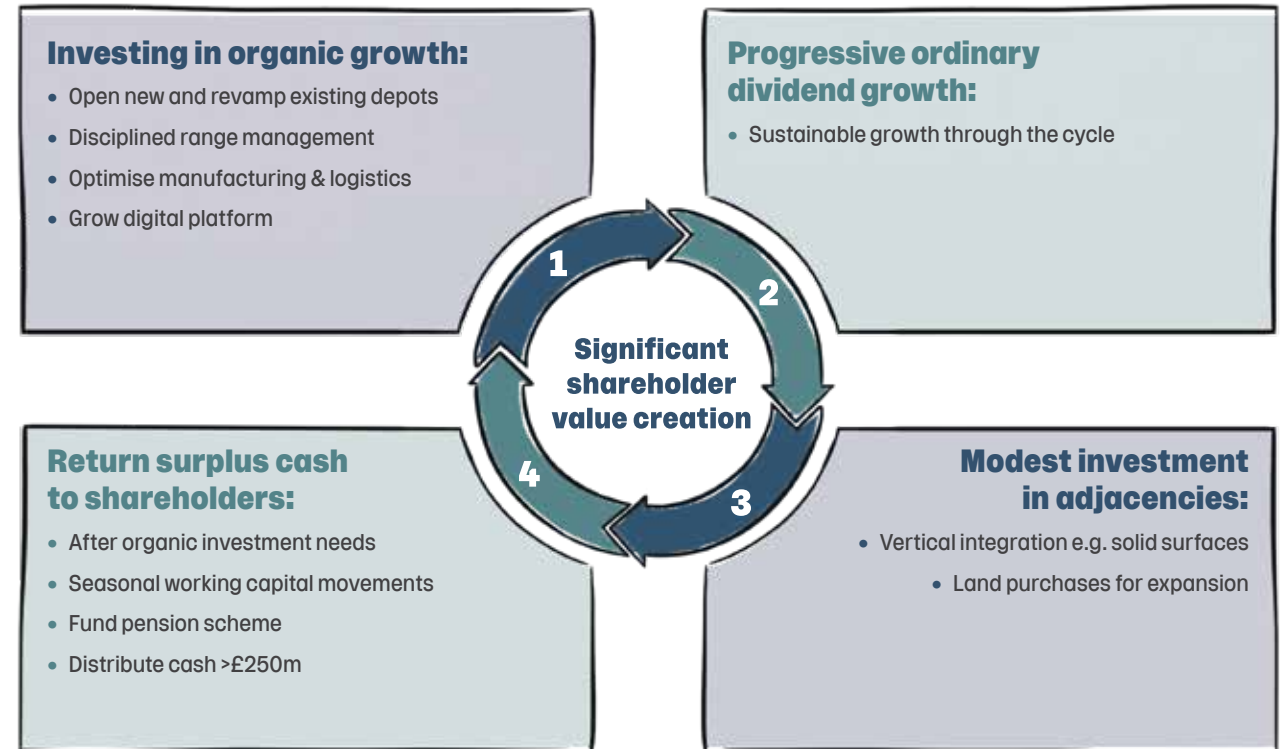 Investing in organic growth:
• Open new and revamp existing depots
• Disciplined range management
• Optimise manufacturing & logistics
• Grow digital platform
Progressive ordinary
dividend growth:
• Sustainable growth through the cycle
1
2
Significant
shareholder
value creation
4
3
Return surplus cash
to shareholders:
• After organic investment needs
• Seasonal working capital movements
• Fund pension scheme
• Distribute cash >£250m
Modest investment
in adjacencies:
• Vertical integration e.g. solid surfaces
• Land purchases for expansion